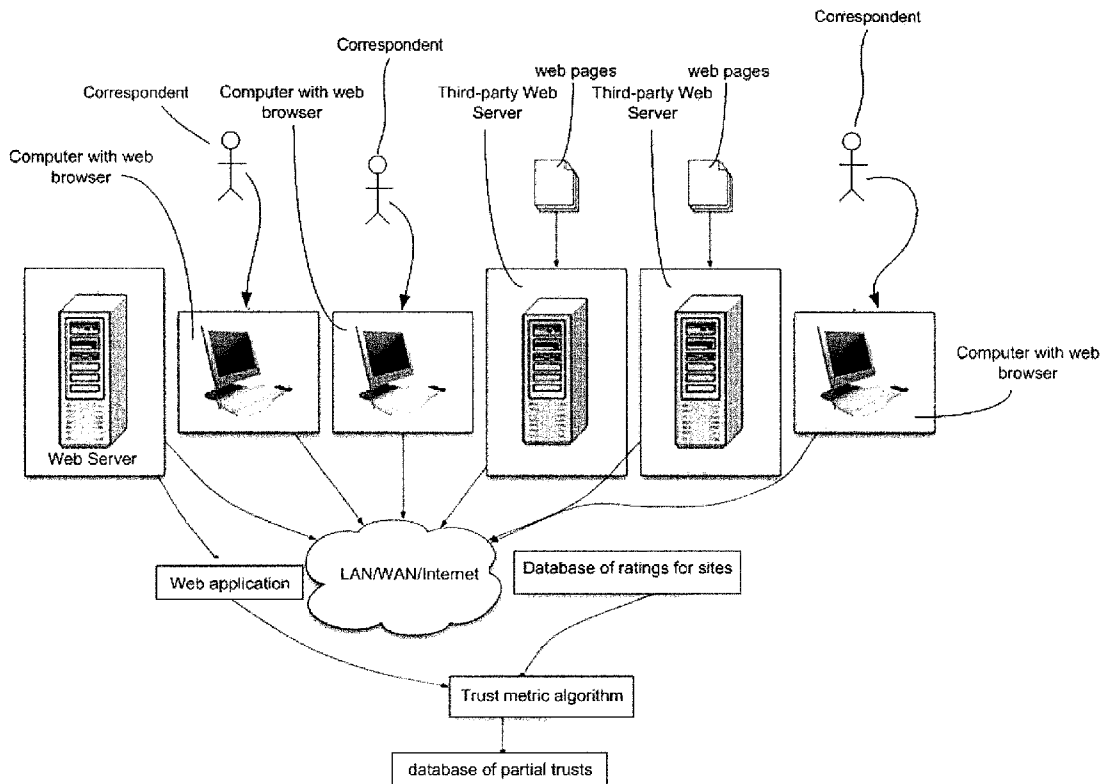 Correspondent
Correspondent
web pages
web pages
Correspondent
Computer with web
browser
Third-party Web
Server
Third-party Web
Server
Computer with web
browser
Web Server
Computer with web
browser
LAN/WAN/Internet
Database of ratings for sites
Web application
Trust metric algorithm
database of partial trusts